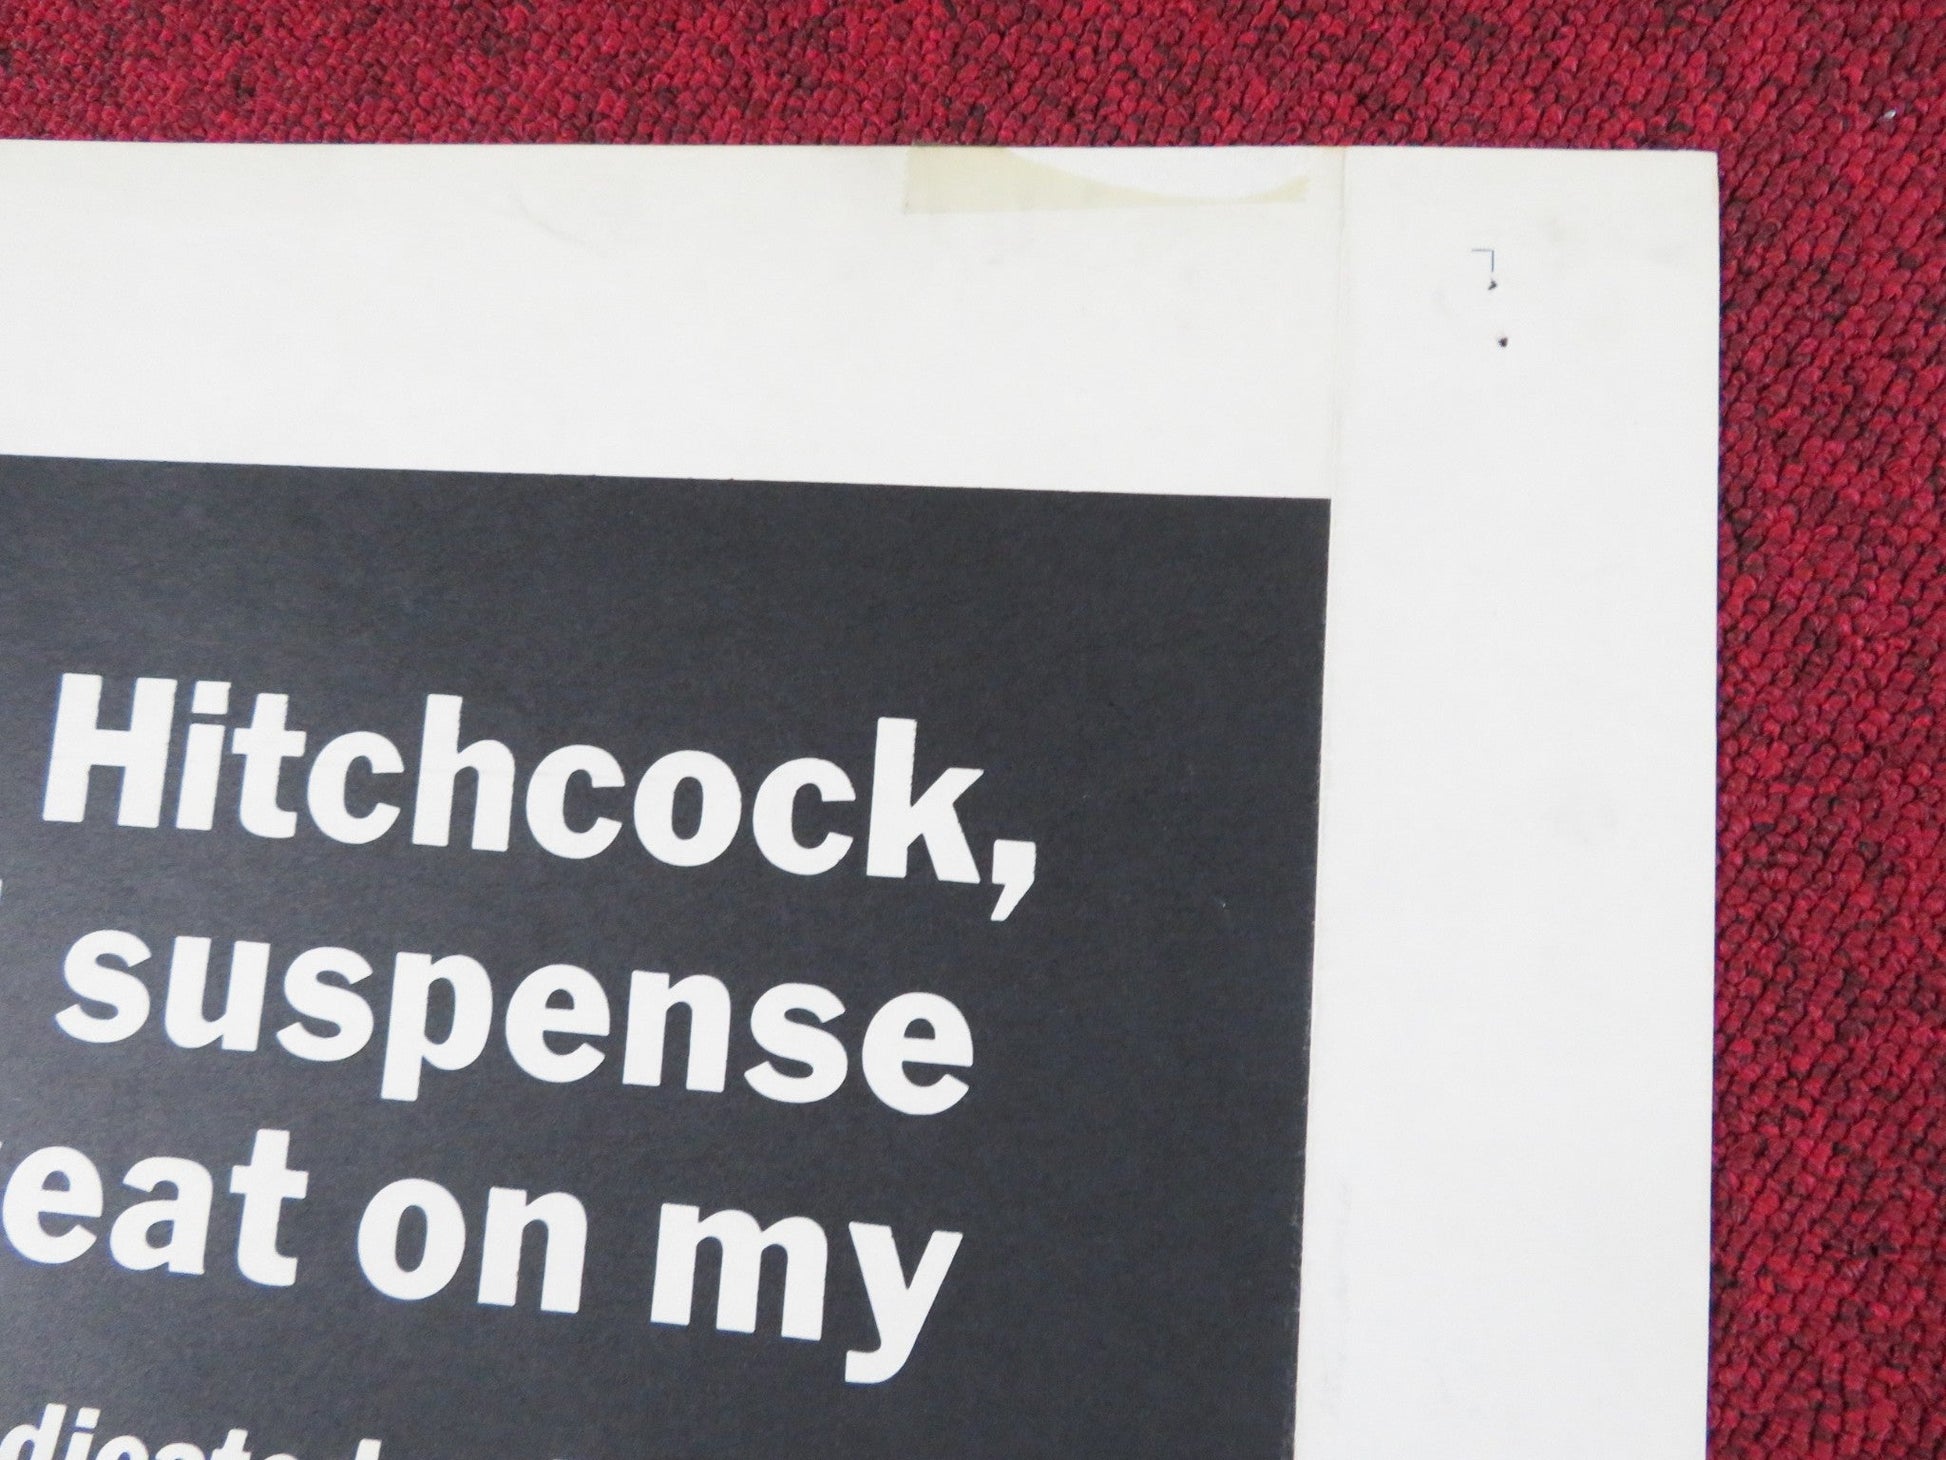 Hitchcock,
suspense
eat on my